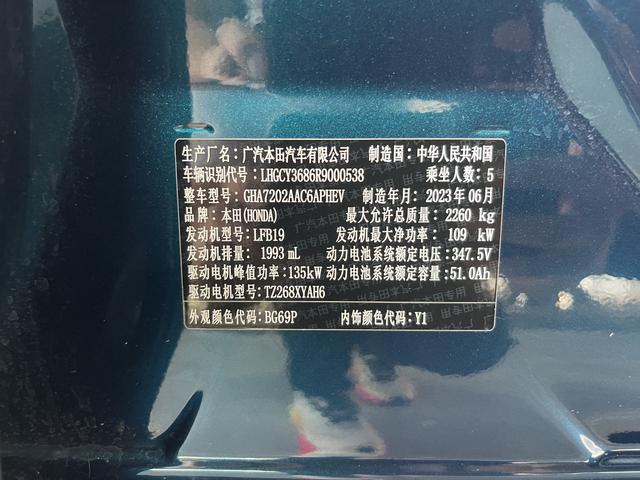 生产厂名：广汽本田汽车有限公司 制造国：中华人民共和国
车辆识别代号：LHGCY3686R9000538 乘坐人数：5
整车型号：GHA7202AAC6APHEV 制造年月：2023年06月
品牌：本田(HONDA) 最大允许总质量：2260 kg
发动机型号：LFB19 发动机最大净功率：109 kW
发动机排量：1993 mL 动力电池系统额定电压：347.5V
驱动电机峰值功率：135kW 动力电池系统额定容量：51.0Ah
驱动电机型号：TZ268XYAH6
外观颜色代码：BG69P 内饰颜色代码：Y1